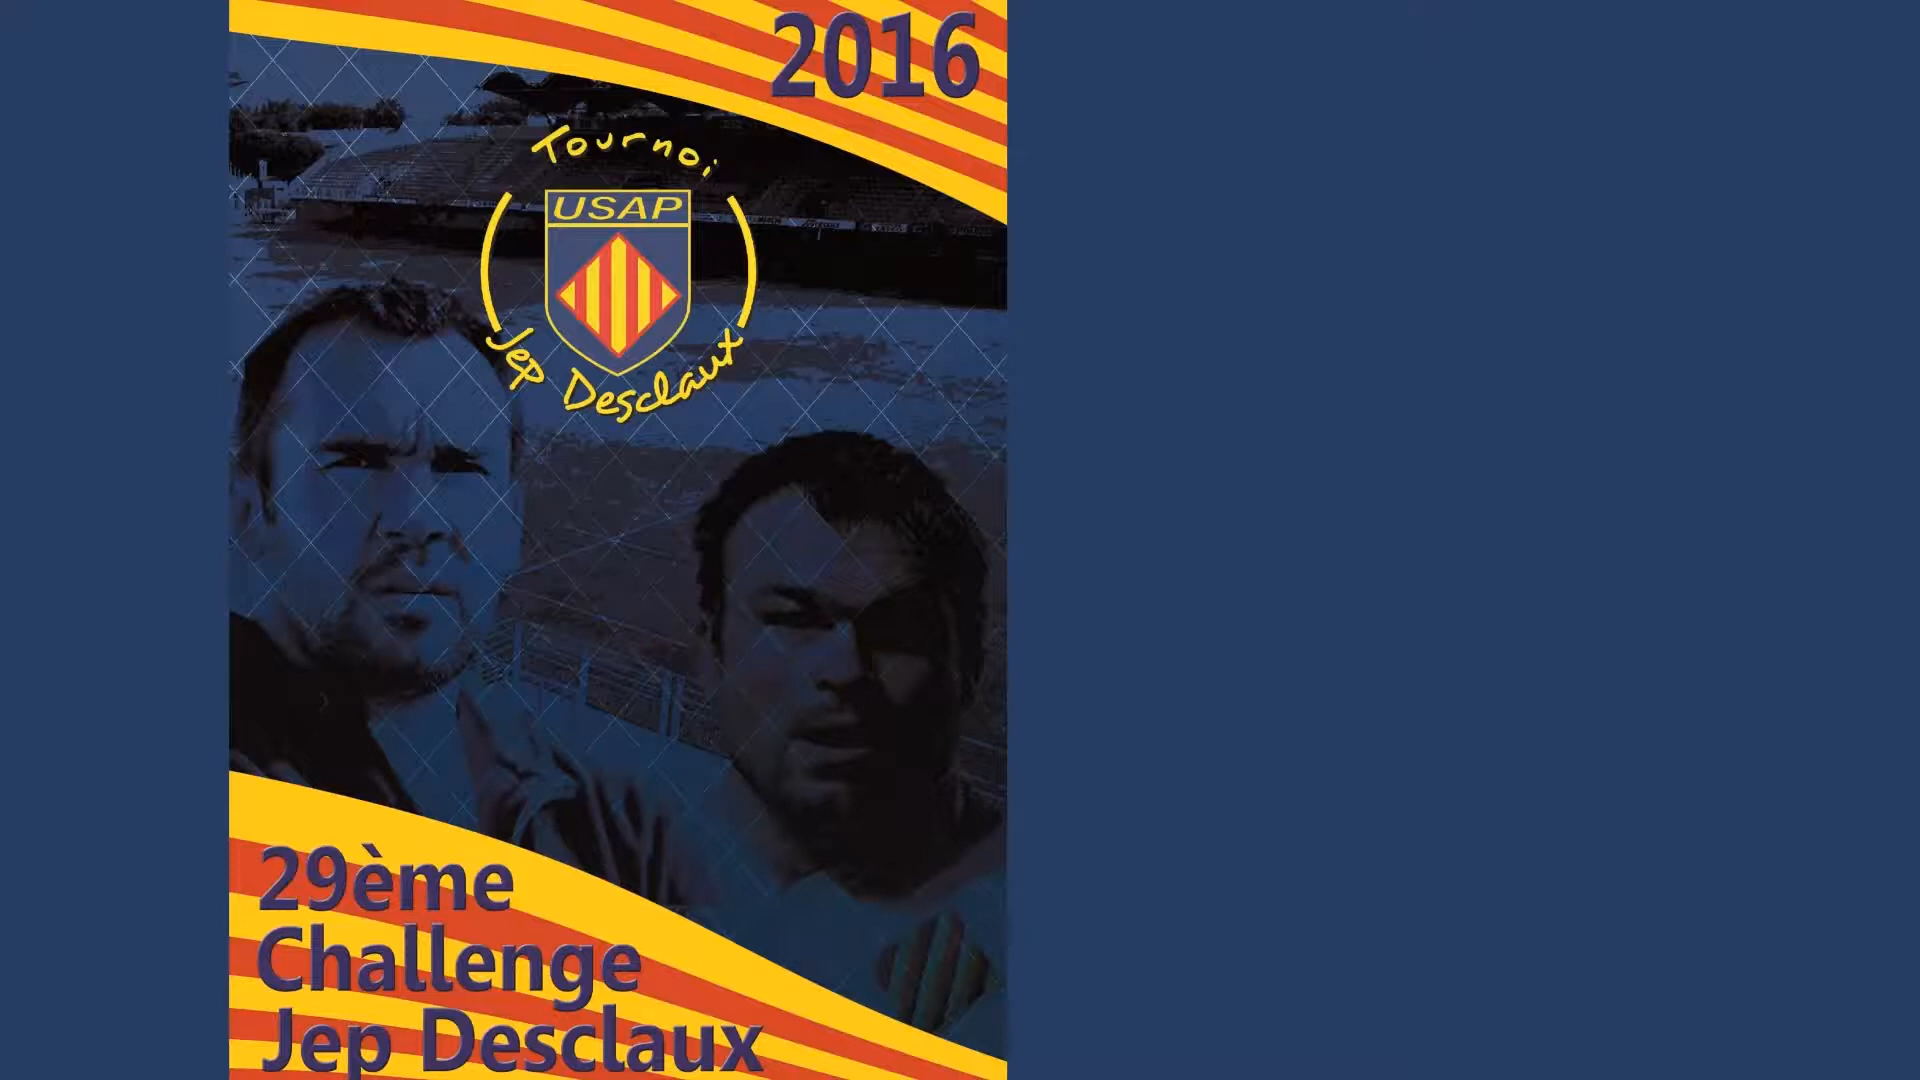 2016
Tournoi
USAP
Jep Desclaux
29ème
Challenge
Jep Desclaux